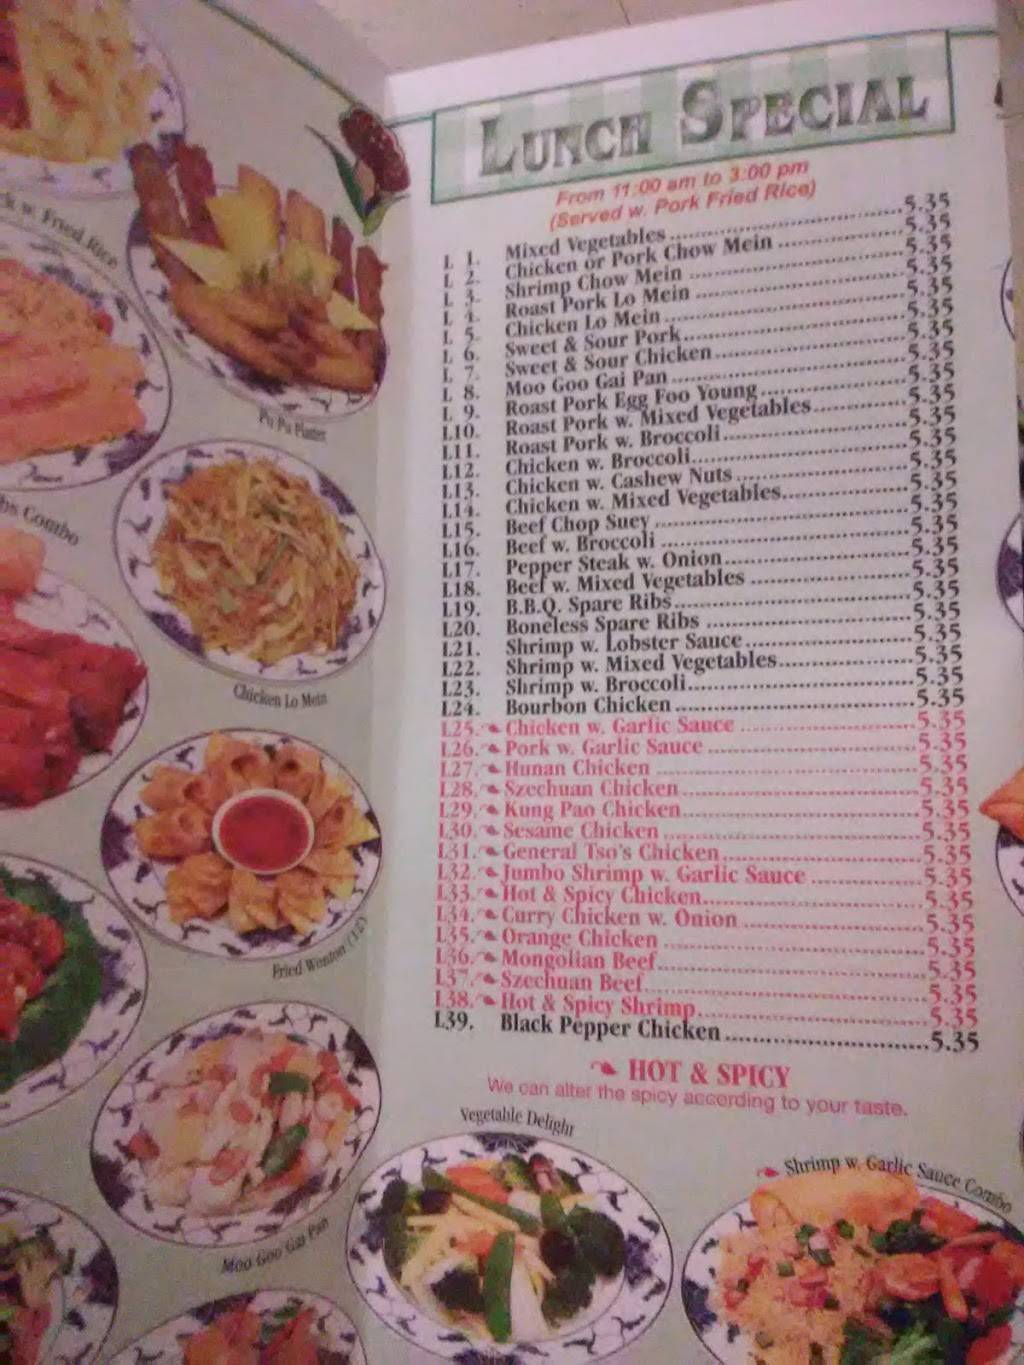 LUNCH SPECIAL
From 11:00 am to 3:00 pm
(Served w. Pork Fried Rice)
L 1. Mixed Vegetables 5.35
L 2. Chicken or Pork Chow Mein 5.35
L 3. Shrimp Chow Mein 5.35
L 4. Roast Pork Lo Mein 5.35
L 5. Chicken Lo Mein 5.35
L 6. Sweet & Sour Pork 5.35
L 7. Sweet & Sour Chicken 5.35
L 8. Moo Goo Gai Pan 5.35
L 9. Roast Pork Egg Foo Young 5.35
L10. Roast Pork w. Mixed Vegetables 5.35
L11. Roast Pork w. Broccoli 5.35
L12. Chicken w. Broccoli 5.35
L13. Chicken w. Cashew Nuts 5.35
L14. Chicken w. Mixed Vegetables 5.35
L15. Beef Chop Suey 5.35
L16. Beef w. Broccoli 5.35
L17. Pepper Steak w. Onion 5.35
L18. Beef w. Mixed Vegetables 5.35
L19. B.B.Q. Spare Ribs 5.35
L20. Boneless Spare Ribs 5.35
L21. Shrimp w. Lobster Sauce 5.35
L22. Shrimp w. Mixed Vegetables 5.35
L23. Shrimp w. Broccoli 5.35
L24. Bourbon Chicken 5.35
L25. Chicken w. Garlic Sauce 5.35
L26. Pork w. Garlic Sauce 5.35
L27. Hunan Chicken 5.35
L28. Szechuan Chicken 5.35
L29. Kung Pao Chicken 5.35
L30. Sesame Chicken 5.35
L31. General Tso's Chicken 5.35
L32. Jumbo Shrimp w. Garlic Sauce 5.35
L33. Hot & Spicy Chicken 5.35
L34. Curry Chicken w. Onion 5.35
L35. Orange Chicken 5.35
L36. Mongolian Beef 5.35
L37. Szechuan Beef 5.35
L38. Hot & Spicy Shrimp 5.35
L39. Black Pepper Chicken 5.35
HOT & SPICY
We can alter the spicy according to your taste.
Vegetable Delight
Shrimp w. Garlic Sauce Combo
w. Fried Rice
Pu Pu Platter
Combo
Chicken Lo Mein
Fried Wonton (12)
Moo Goo Gai Pan